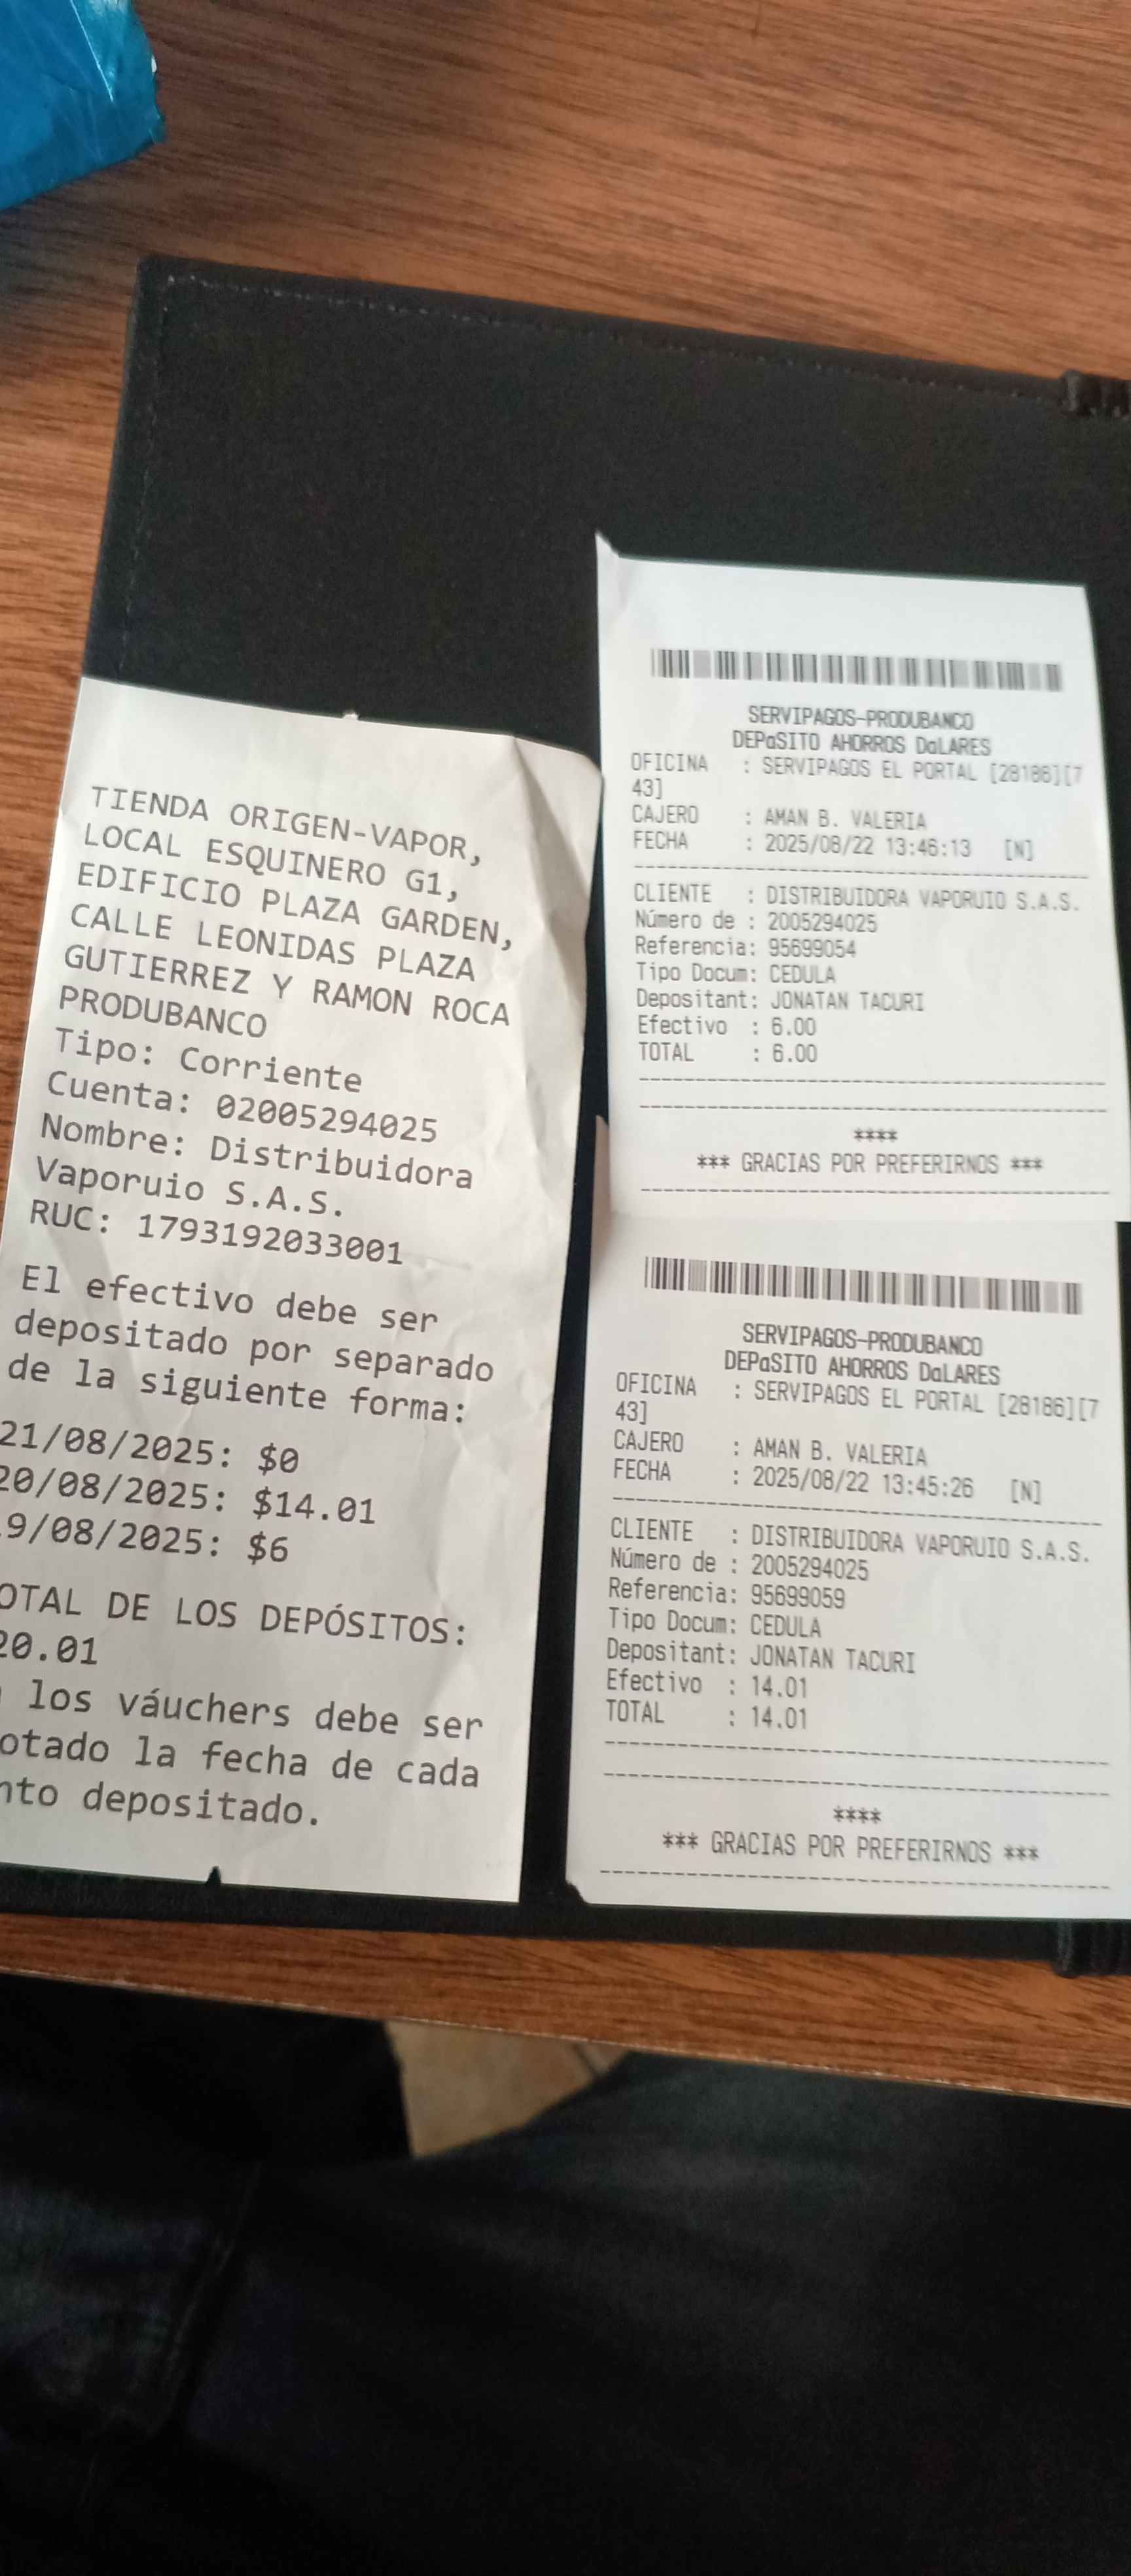 TIENDA ORIGEN-VAPOR,
LOCAL ESQUINERO G1,
EDIFICIO PLAZA GARDEN,
CALLE LEONIDAS PLAZA
GUTIERREZ Y RAMON ROCA
PRODUBANCO
Tipo: Corriente
Cuenta: 02005294025
Nombre: Distribuidora
Vaporuio S.A.S.
RUC: 1793192033001
El efectivo debe ser
depositado por separado
de la siguiente forma:
21/08/2025: $0
20/08/2025: $14.01
9/08/2025: $6
OTAL DE LOS DEPÓSITOS:
20.01
los váuchers debe ser
otado la fecha de cada
nto depositado.
SERVIPAGOS-PRODUBANCO
DEPaSITO AHORROS DaLARES
OFICINA : SERVIPAGOS EL PORTAL [28186][7
43]
CAJERO : AMAN B. VALERIA
FECHA : 2025/08/22 13:46:13 [N]
CLIENTE : DISTRIBUIDORA VAPORUIO S.A.S.
Número de : 2005294025
Referencia: 95699054
Tipo Docum: CEDULA
Depositant: JONATAN TACURI
Efectivo : 6.00
TOTAL : 6.00
****
*** GRACIAS POR PREFERIRNOS ***
SERVIPAGOS-PRODUBANCO
DEPaSITO AHORROS DaLARES
OFICINA : SERVIPAGOS EL PORTAL [28186][7
43]
CAJERO : AMAN B. VALERIA
FECHA : 2025/08/22 13:45:26 [N]
CLIENTE : DISTRIBUIDORA VAPORUIO S.A.S.
Número de : 2005294025
Referencia: 95699059
Tipo Docum: CEDULA
Depositant: JONATAN TACURI
Efectivo : 14.01
TOTAL : 14.01
****
*** GRACIAS POR PREFERIRNOS ***